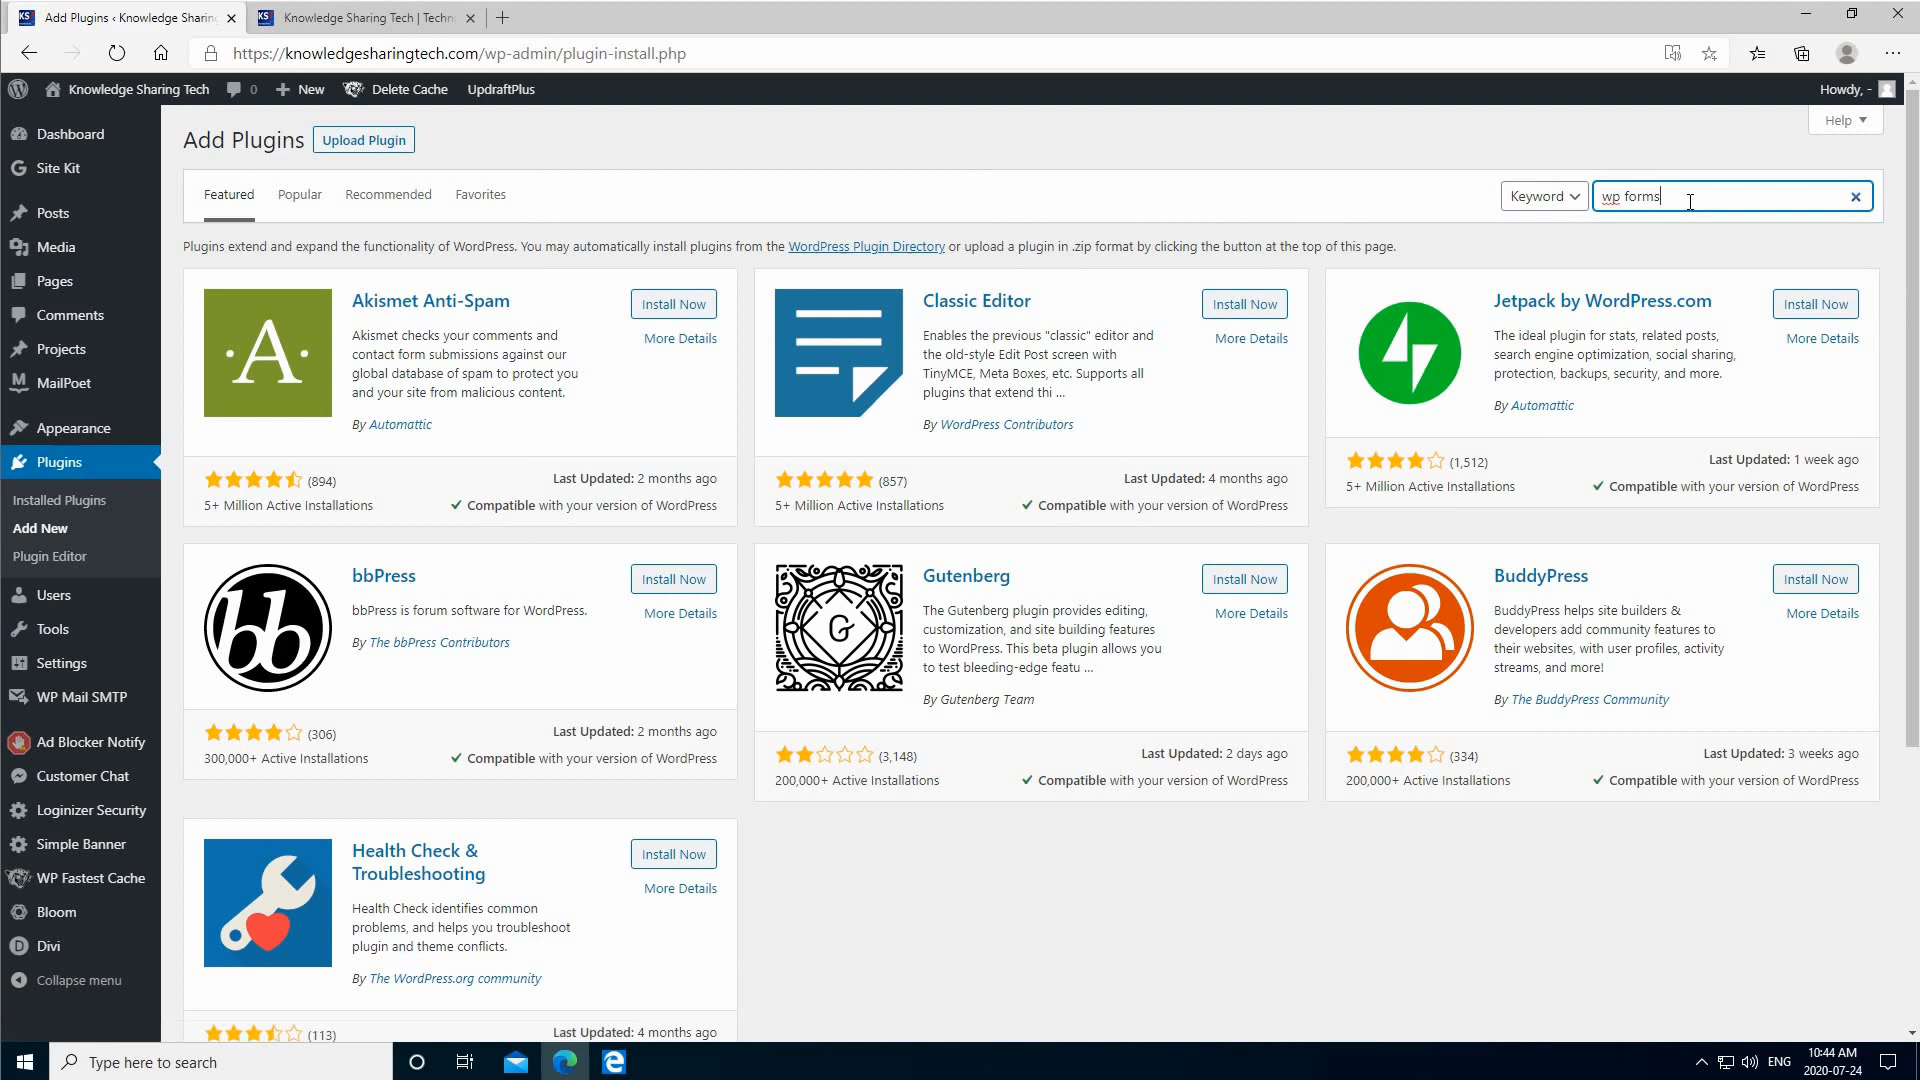 Add Plugins ‹ Knowledge Sharing
Knowledge Sharing Tech | Techn
https://knowledgesharingtech.com/wp-admin/plugin-install.php
Knowledge Sharing Tech
0
New
Delete Cache
UpdraftPlus
Howdy, -
Help
Dashboard
Site Kit
Posts
Media
Pages
Comments
Projects
MailPoet
Appearance
Plugins
Installed Plugins
Add New
Plugin Editor
Users
Tools
Settings
WP Mail SMTP
Ad Blocker Notify
Customer Chat
Loginizer Security
Simple Banner
WP Fastest Cache
Bloom
Divi
Collapse menu
Add Plugins
Upload Plugin
Featured
Popular
Recommended
Favorites
Keyword
wp forms
Plugins extend and expand the functionality of WordPress. You may automatically install plugins from the WordPress Plugin Directory or upload a plugin in .zip format by clicking the button at the top of this page.
Akismet Anti-Spam
Install Now
More Details
Akismet checks your comments and
contact form submissions against our
global database of spam to protect you
and your site from malicious content.
By Automattic
(894)
5+ Million Active Installations
Last Updated: 2 months ago
Compatible with your version of WordPress
Classic Editor
Install Now
More Details
Enables the previous "classic" editor and
the old-style Edit Post screen with
TinyMCE, Meta Boxes, etc. Supports all
plugins that extend thi ...
By WordPress Contributors
(857)
5+ Million Active Installations
Last Updated: 4 months ago
Compatible with your version of WordPress
Jetpack by WordPress.com
Install Now
More Details
The ideal plugin for stats, related posts,
search engine optimization, social sharing,
protection, backups, security, and more.
By Automattic
(1,512)
5+ Million Active Installations
Last Updated: 1 week ago
Compatible with your version of WordPress
bbPress
Install Now
More Details
bbPress is forum software for WordPress.
By The bbPress Contributors
(306)
300,000+ Active Installations
Last Updated: 2 months ago
Compatible with your version of WordPress
Gutenberg
Install Now
More Details
The Gutenberg plugin provides editing,
customization, and site building features
to WordPress. This beta plugin allows you
to test bleeding-edge featu ...
By Gutenberg Team
(3,148)
200,000+ Active Installations
Last Updated: 2 days ago
Compatible with your version of WordPress
BuddyPress
Install Now
More Details
BuddyPress helps site builders &
developers add community features to
their websites, with user profiles, activity
streams, and more!
By The BuddyPress Community
(334)
200,000+ Active Installations
Last Updated: 3 weeks ago
Compatible with your version of WordPress
Health Check &
Troubleshooting
Install Now
More Details
Health Check identifies common
problems, and helps you troubleshoot
plugin and theme conflicts.
By The WordPress.org community
(113)
Last Updated: 4 months ago
Type here to search
ENG
10:44 AM
2020-07-24